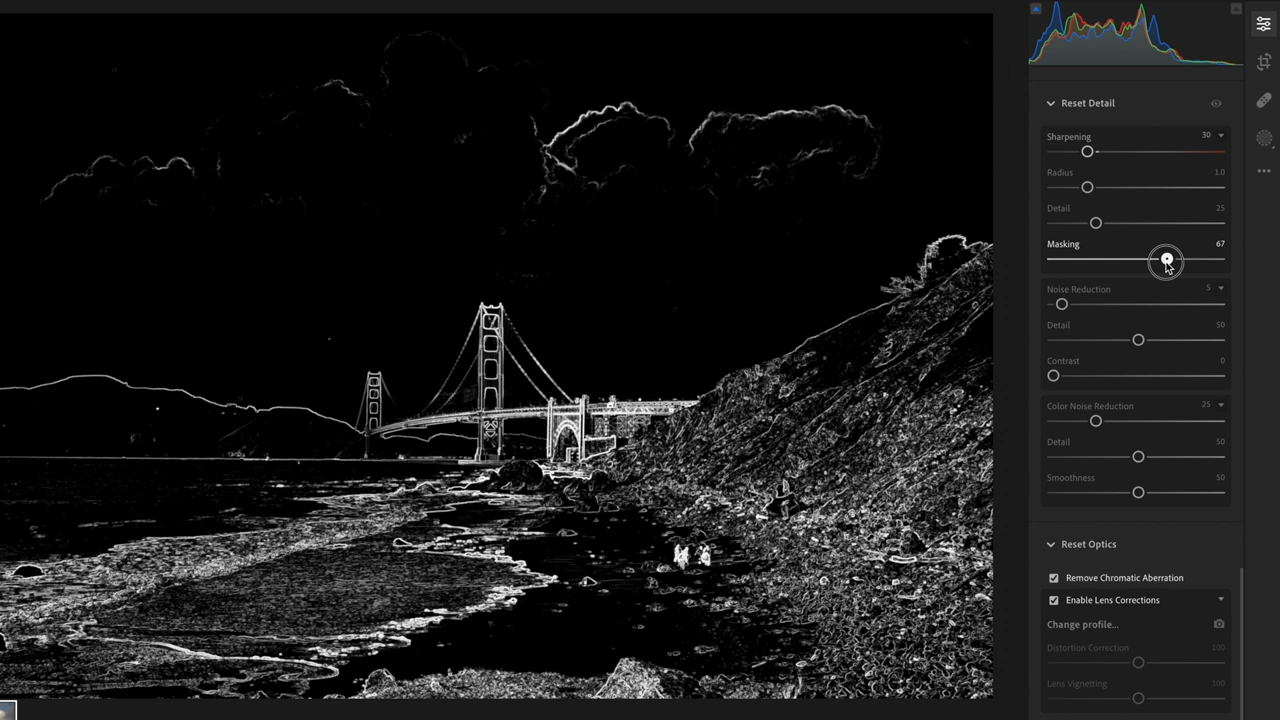 Reset Detail
Sharpening 30
Radius 1.0
Detail 25
Masking 67
Noise Reduction 5
Detail 50
Contrast 0
Color Noise Reduction 25
Detail 50
Smoothness 50
Reset Optics
Remove Chromatic Aberration
Enable Lens Corrections
Change profile...
Distortion Correction 100
Lens Vignetting 100